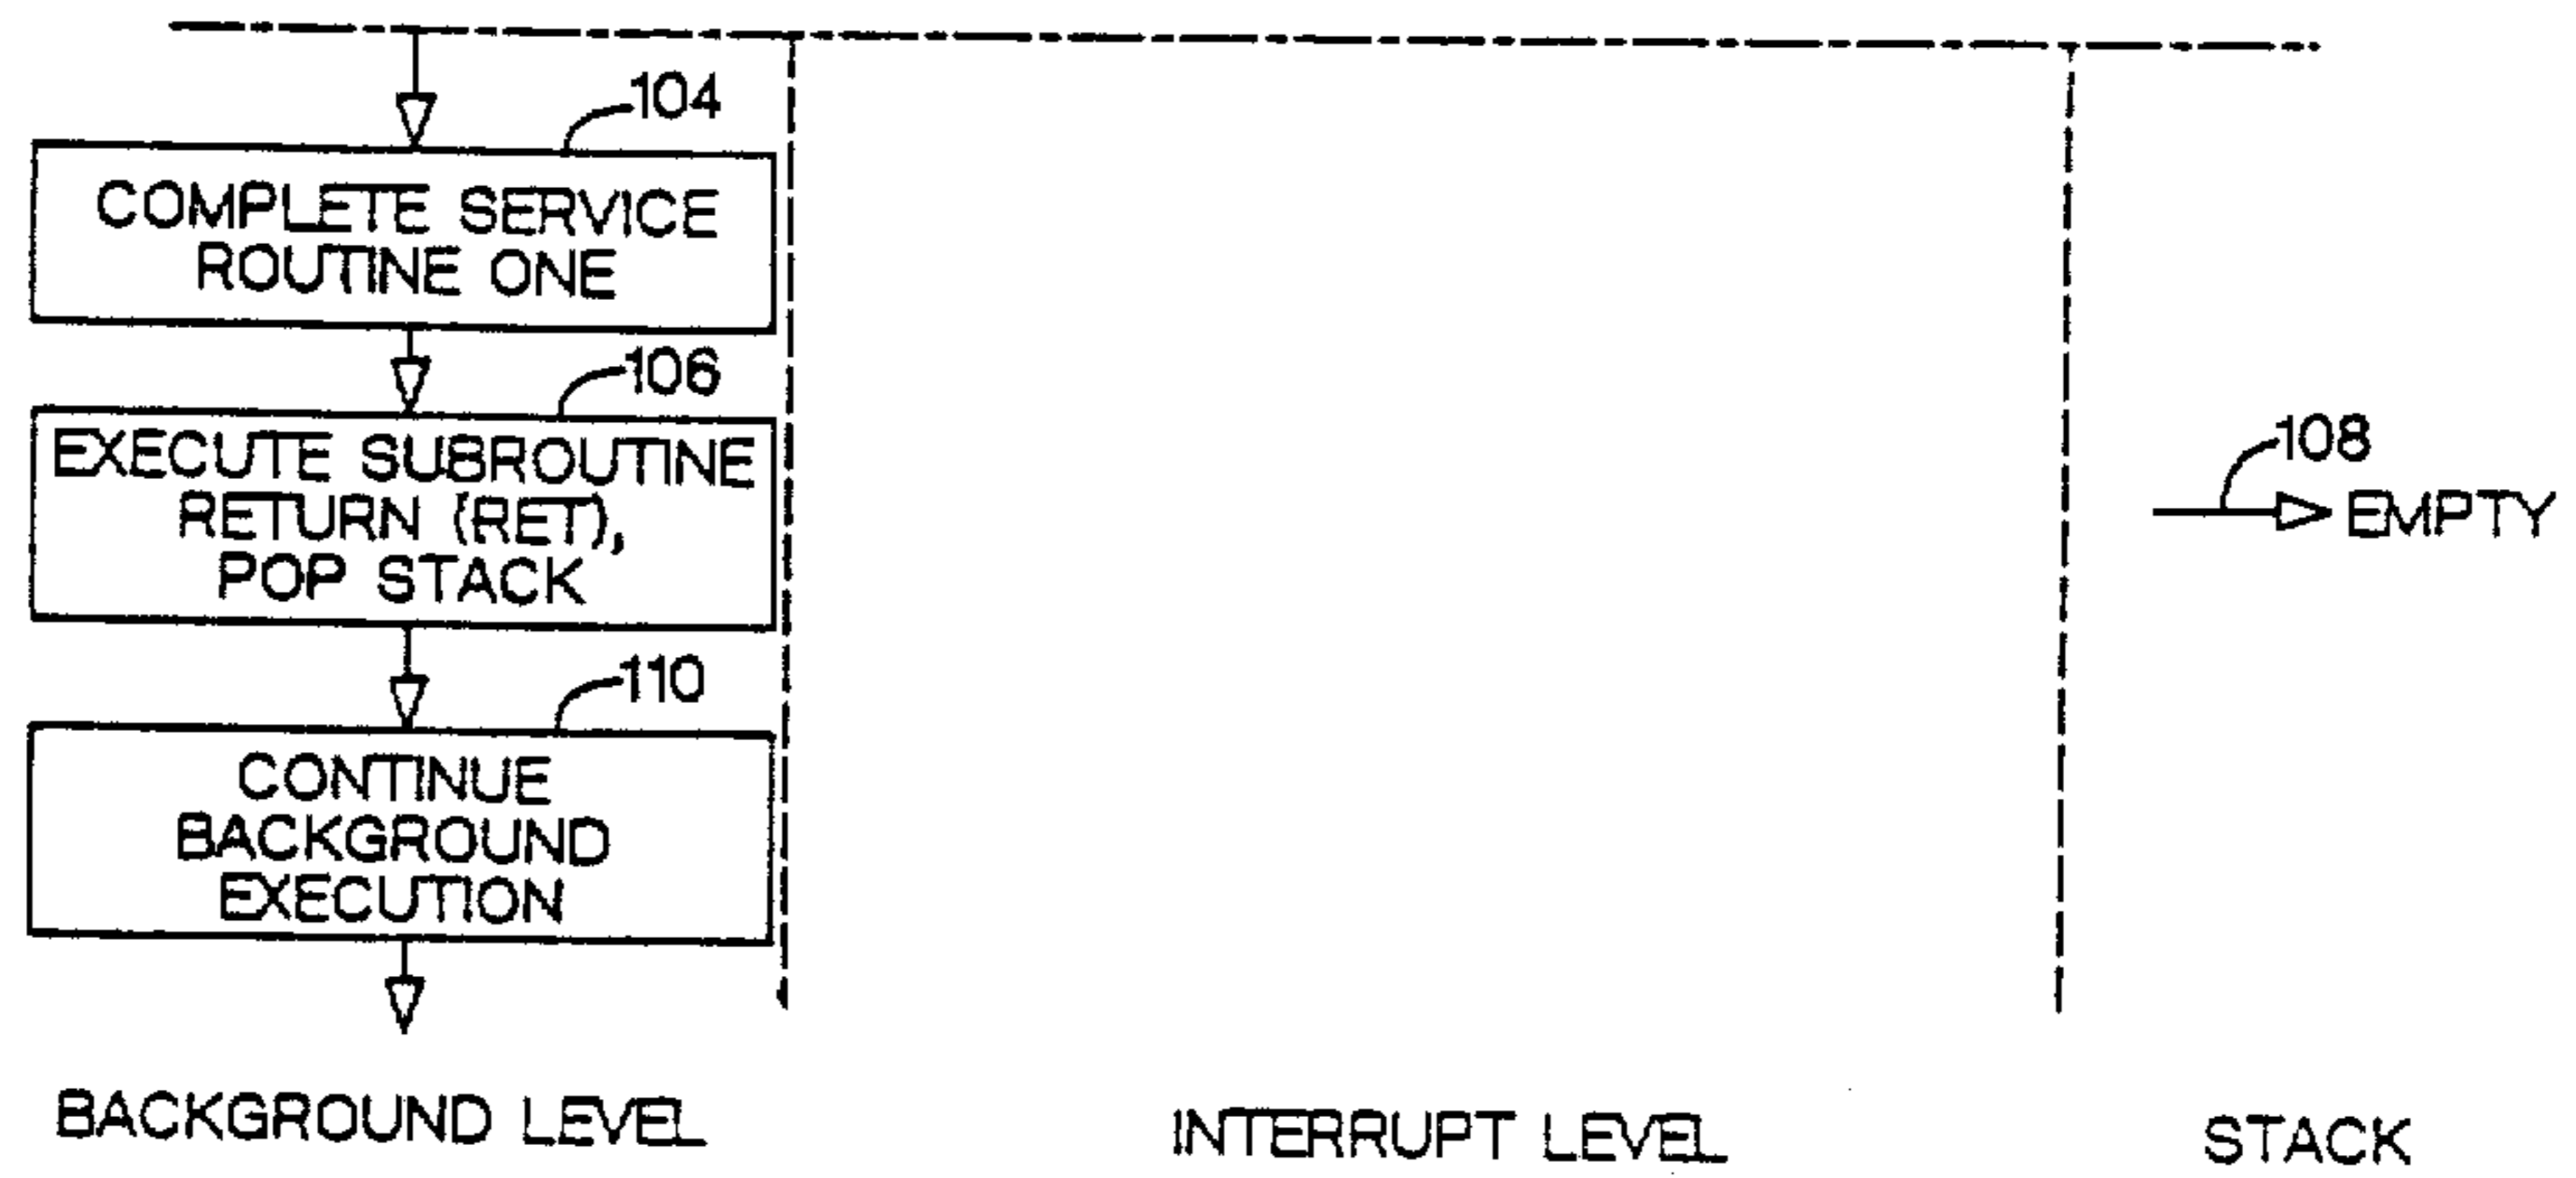 104
COMPLETE SERVICE
ROUTINE ONE
106
EXECUTE SUBROUTINE
RETURN (RET),
POP STACK
108
EMPTY
110
CONTINUE
BACKGROUND
EXECUTION
BACKGROUND LEVEL
INTERRUPT LEVEL
STACK